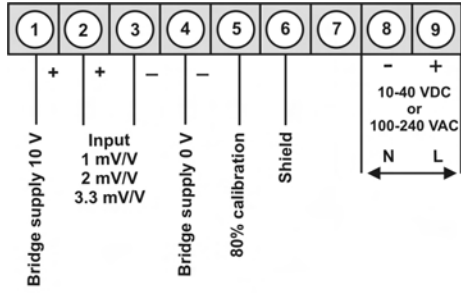 1 2 3 4 5 6 7 8 9
+ + – – - +
Bridge supply 10 V
Input
1 mV/V
2 mV/V
3.3 mV/V
Bridge supply 0 V
80% calibration
Shield
10-40 VDC
or
100-240 VAC
N L